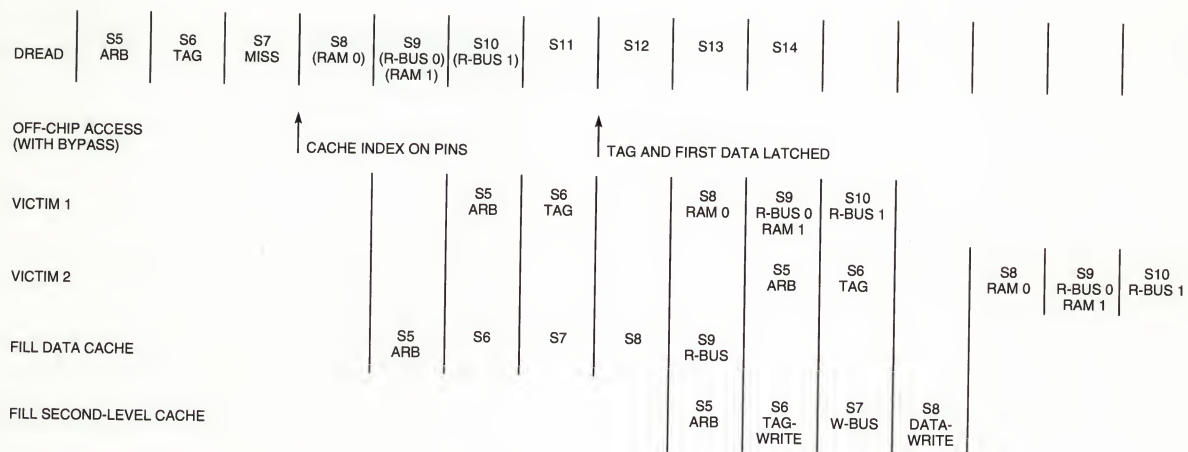 DREAD
S5
ARB
S6
TAG
S7
MISS
S8
(RAM 0)
S9
(R-BUS 0)
(RAM 1)
S10
(R-BUS 1)
S11
S12
S13
S14
OFF-CHIP ACCESS
(WITH BYPASS)
CACHE INDEX ON PINS
TAG AND FIRST DATA LATCHED
VICTIM 1
S5
ARB
S6
TAG
S8
RAM 0
S9
R-BUS 0
RAM 1
S10
R-BUS 1
VICTIM 2
S5
ARB
S6
TAG
S8
RAM 0
S9
R-BUS 0
RAM 1
S10
R-BUS 1
FILL DATA CACHE
S5
ARB
S6
S7
S8
S9
R-BUS
FILL SECOND-LEVEL CACHE
S5
ARB
S6
TAG-
WRITE
S7
W-BUS
S8
DATA-
WRITE